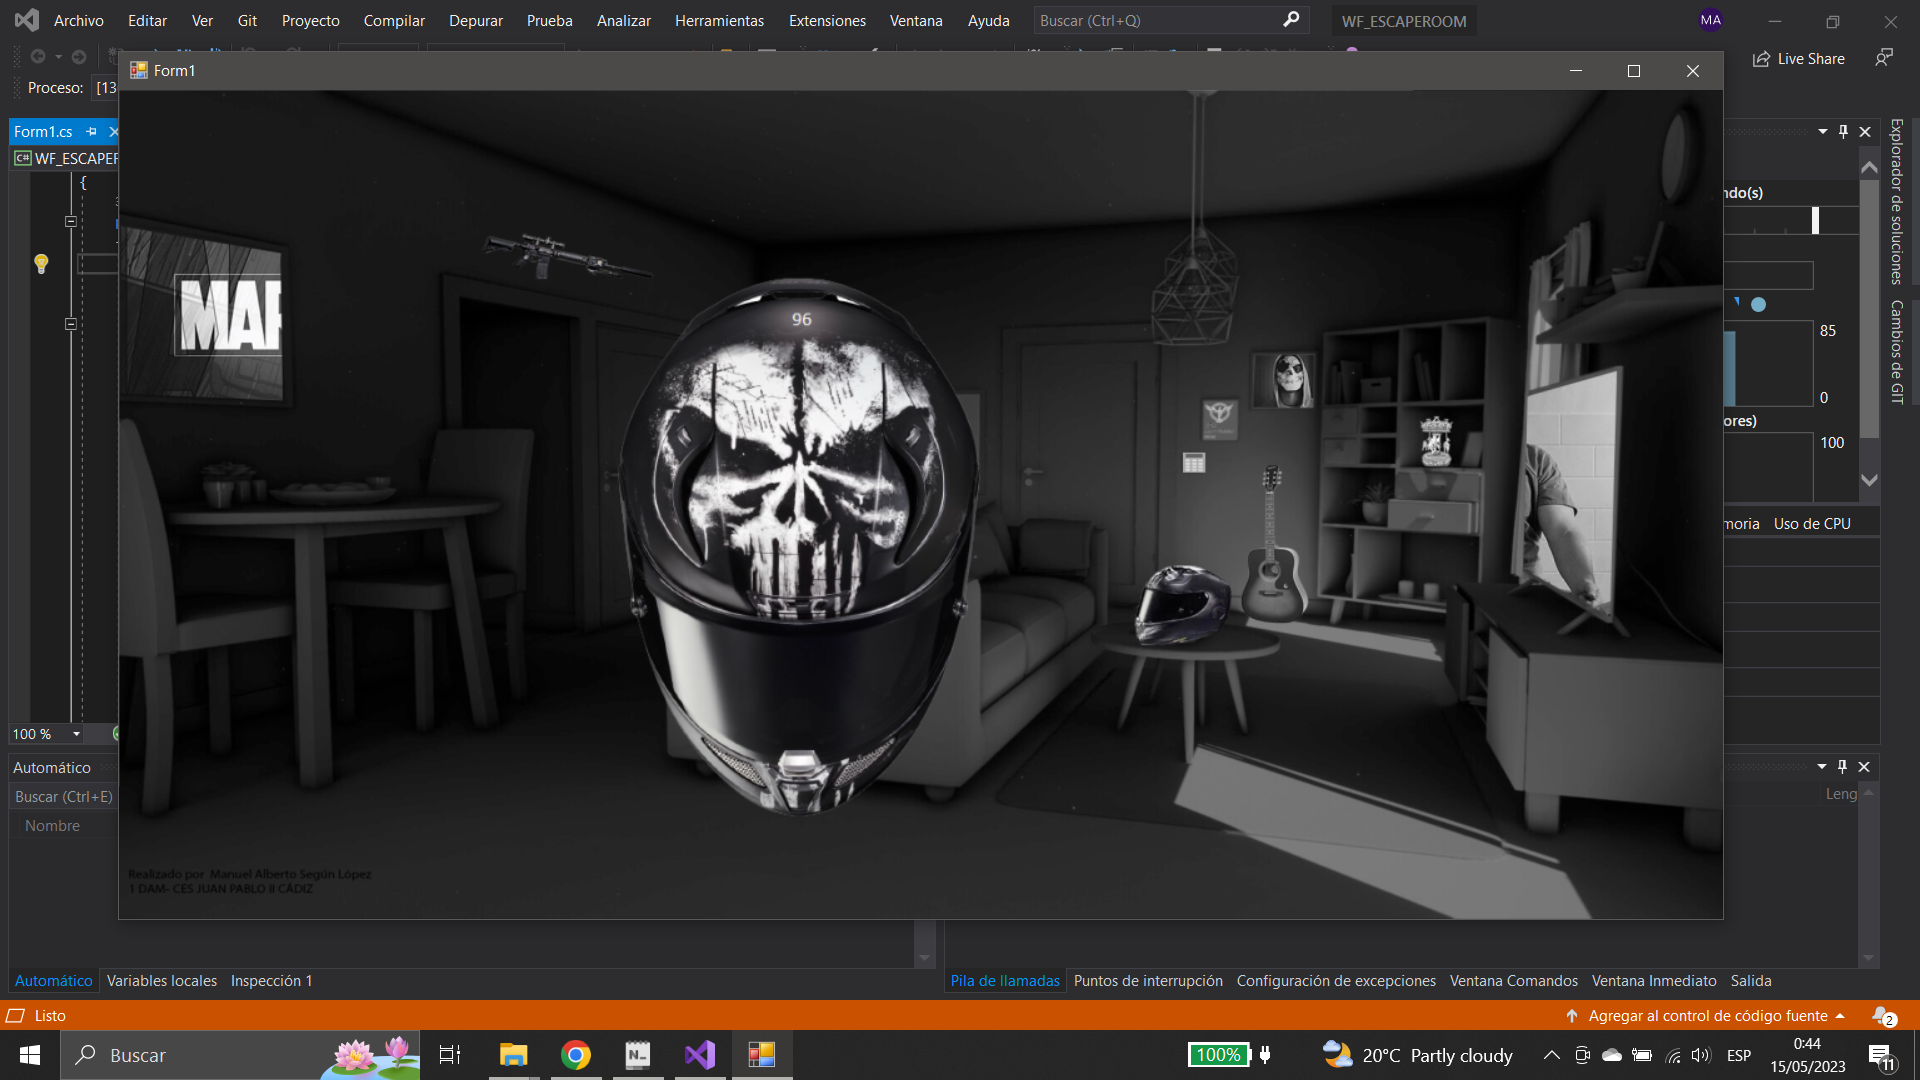 Archivo Editar Ver Git Proyecto Compilar Depurar Prueba Analizar Herramientas Extensiones Ventana Ayuda Buscar (Ctrl+Q) WF_ESCAPEROOM MA
Form1
Live Share
Proceso: [13
Form1.cs
C# WF_ESCAPER
{
ndo(s)
Explorador de soluciones
Cambios de GIT
MAR
96
85
0
ores)
100
moria Uso de CPU
100 %
Automático
Buscar (Ctrl+E)
Nombre
Leng
Realizado por Manuel Alberto Según López
1 DAM- CES JUAN PABLO II CÁDIZ
Automático Variables locales Inspección 1
Pila de llamadas Puntos de interrupción Configuración de excepciones Ventana Comandos Ventana Inmediato Salida
Listo
Agregar al control de código fuente
2
Buscar
N
100%
20°C Partly cloudy
ESP
0:44
15/05/2023
11